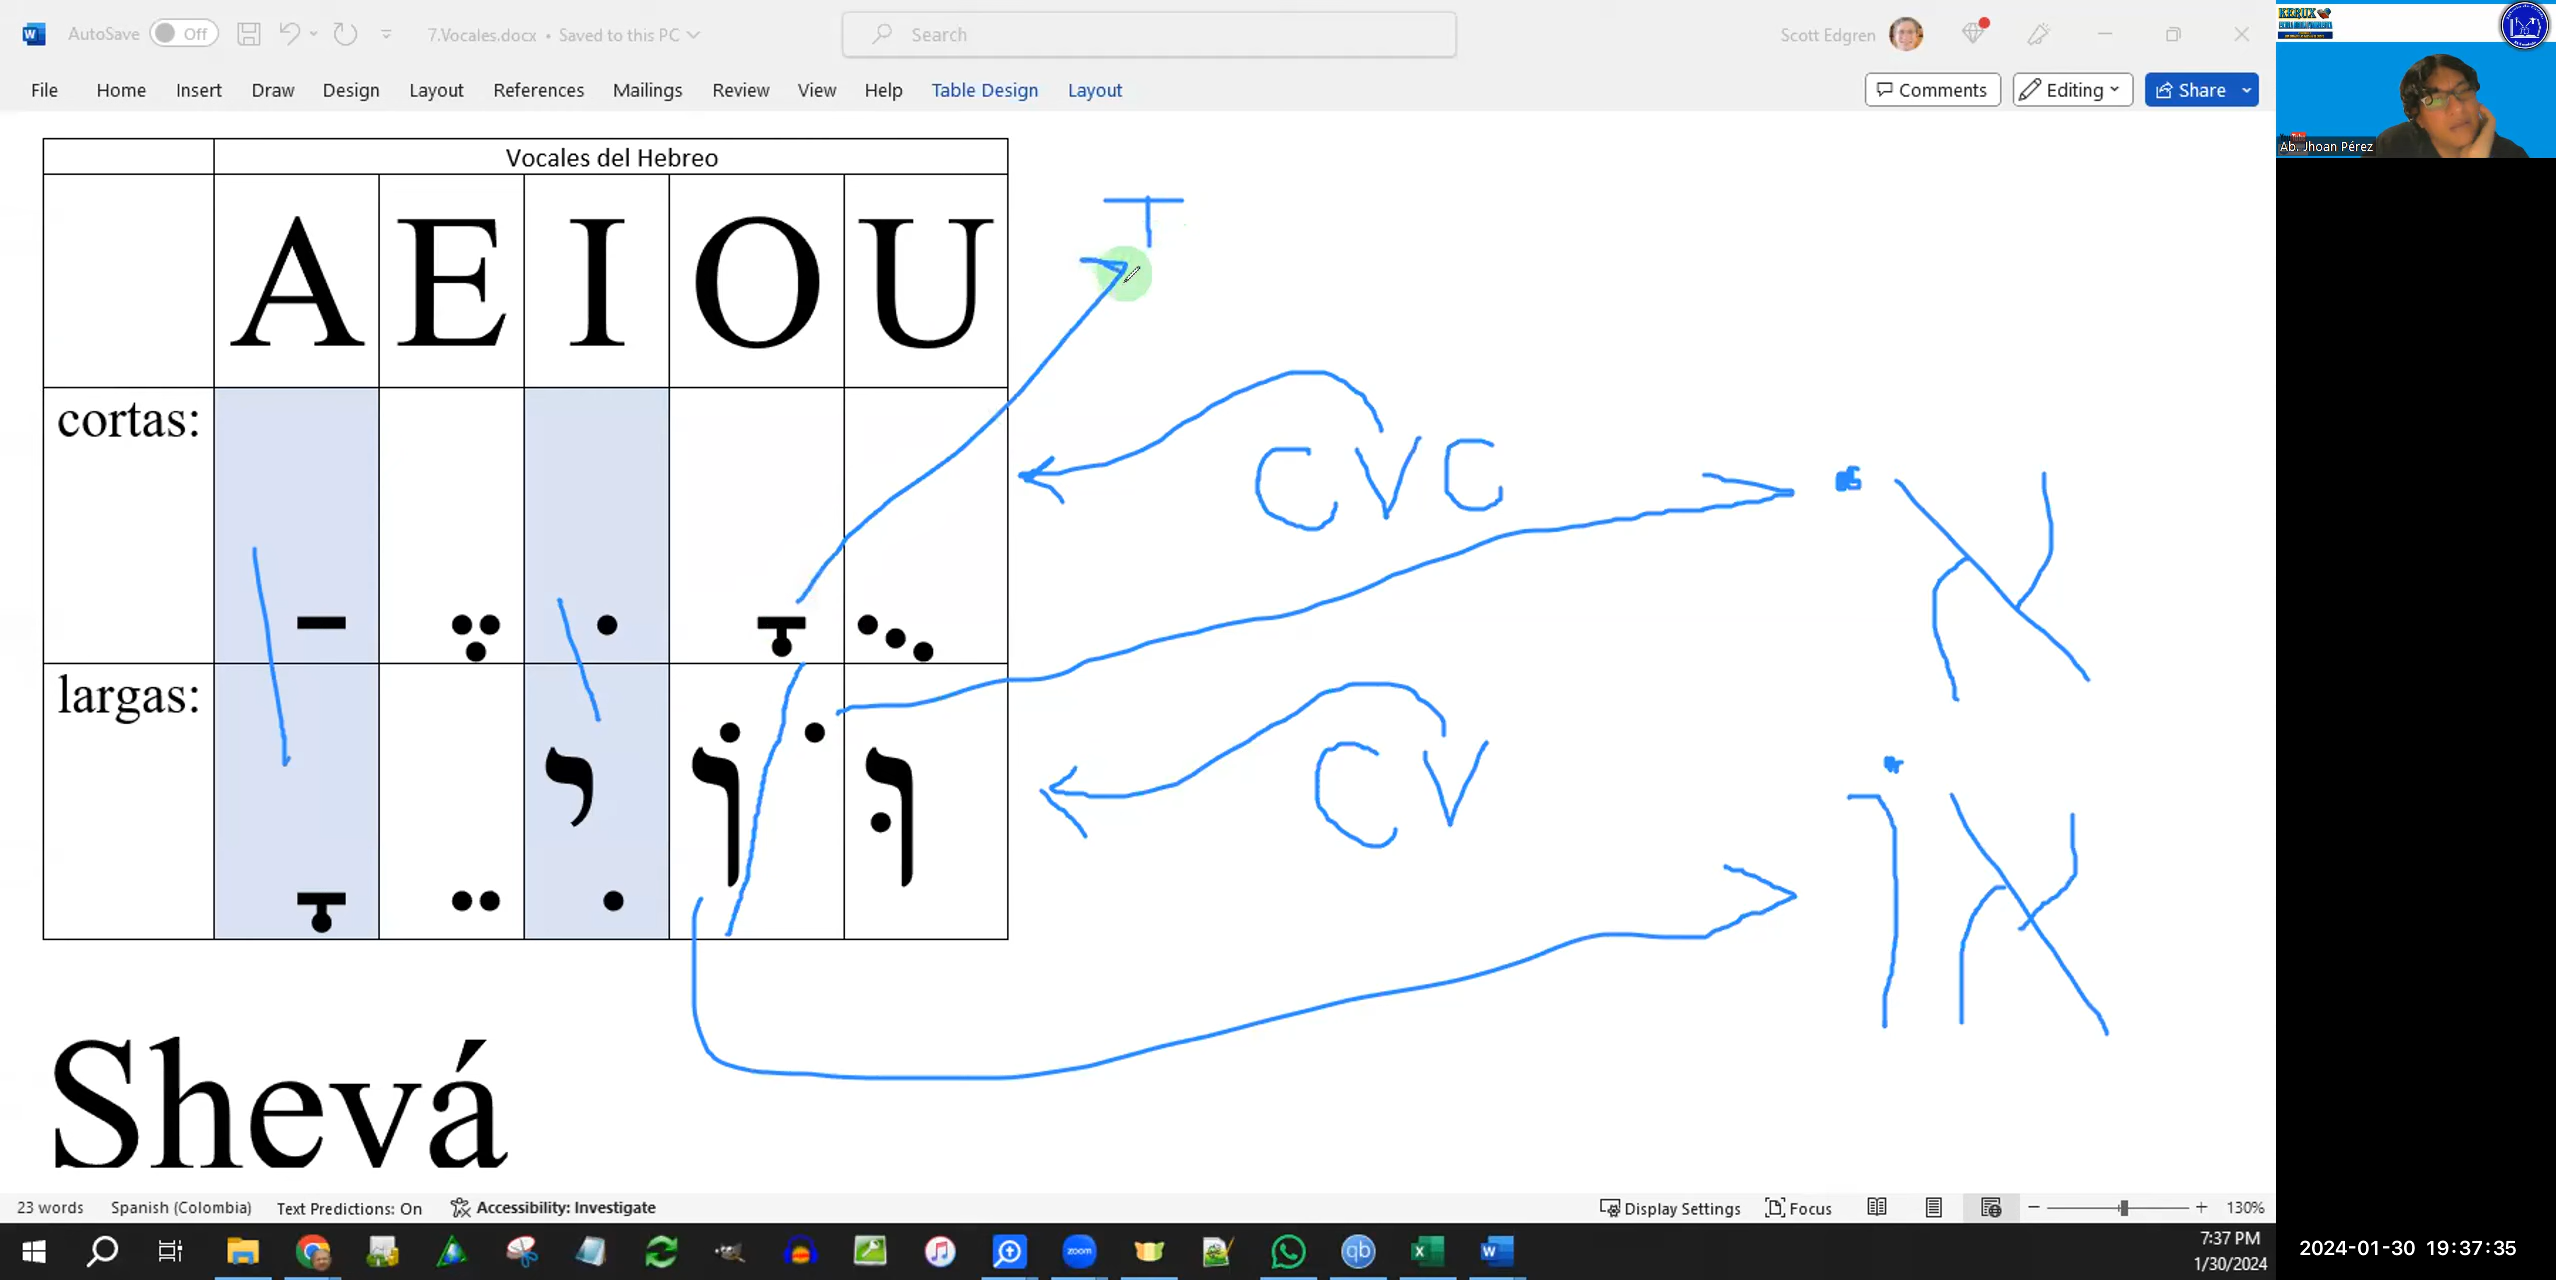 AutoSave Off 7.Vocales.docx • Saved to this PC Search Scott Edgren
File Home Insert Draw Design Layout References Mailings Review View Help Table Design Layout Comments Editing Share
Ab. Jhoan Pérez
Vocales del Hebreo
A E I O U
cortas:
ַ ֶ ִ ָ ֻ
largas:
ָ ֵ ִי וֹ ֹ וּ
T
CVC
א
CV
וא
Shevá
23 words Spanish (Colombia) Text Predictions: On Accessibility: Investigate Display Settings Focus 130%
zoom qb
7:37 PM
1/30/2024
2024-01-30 19:37:35